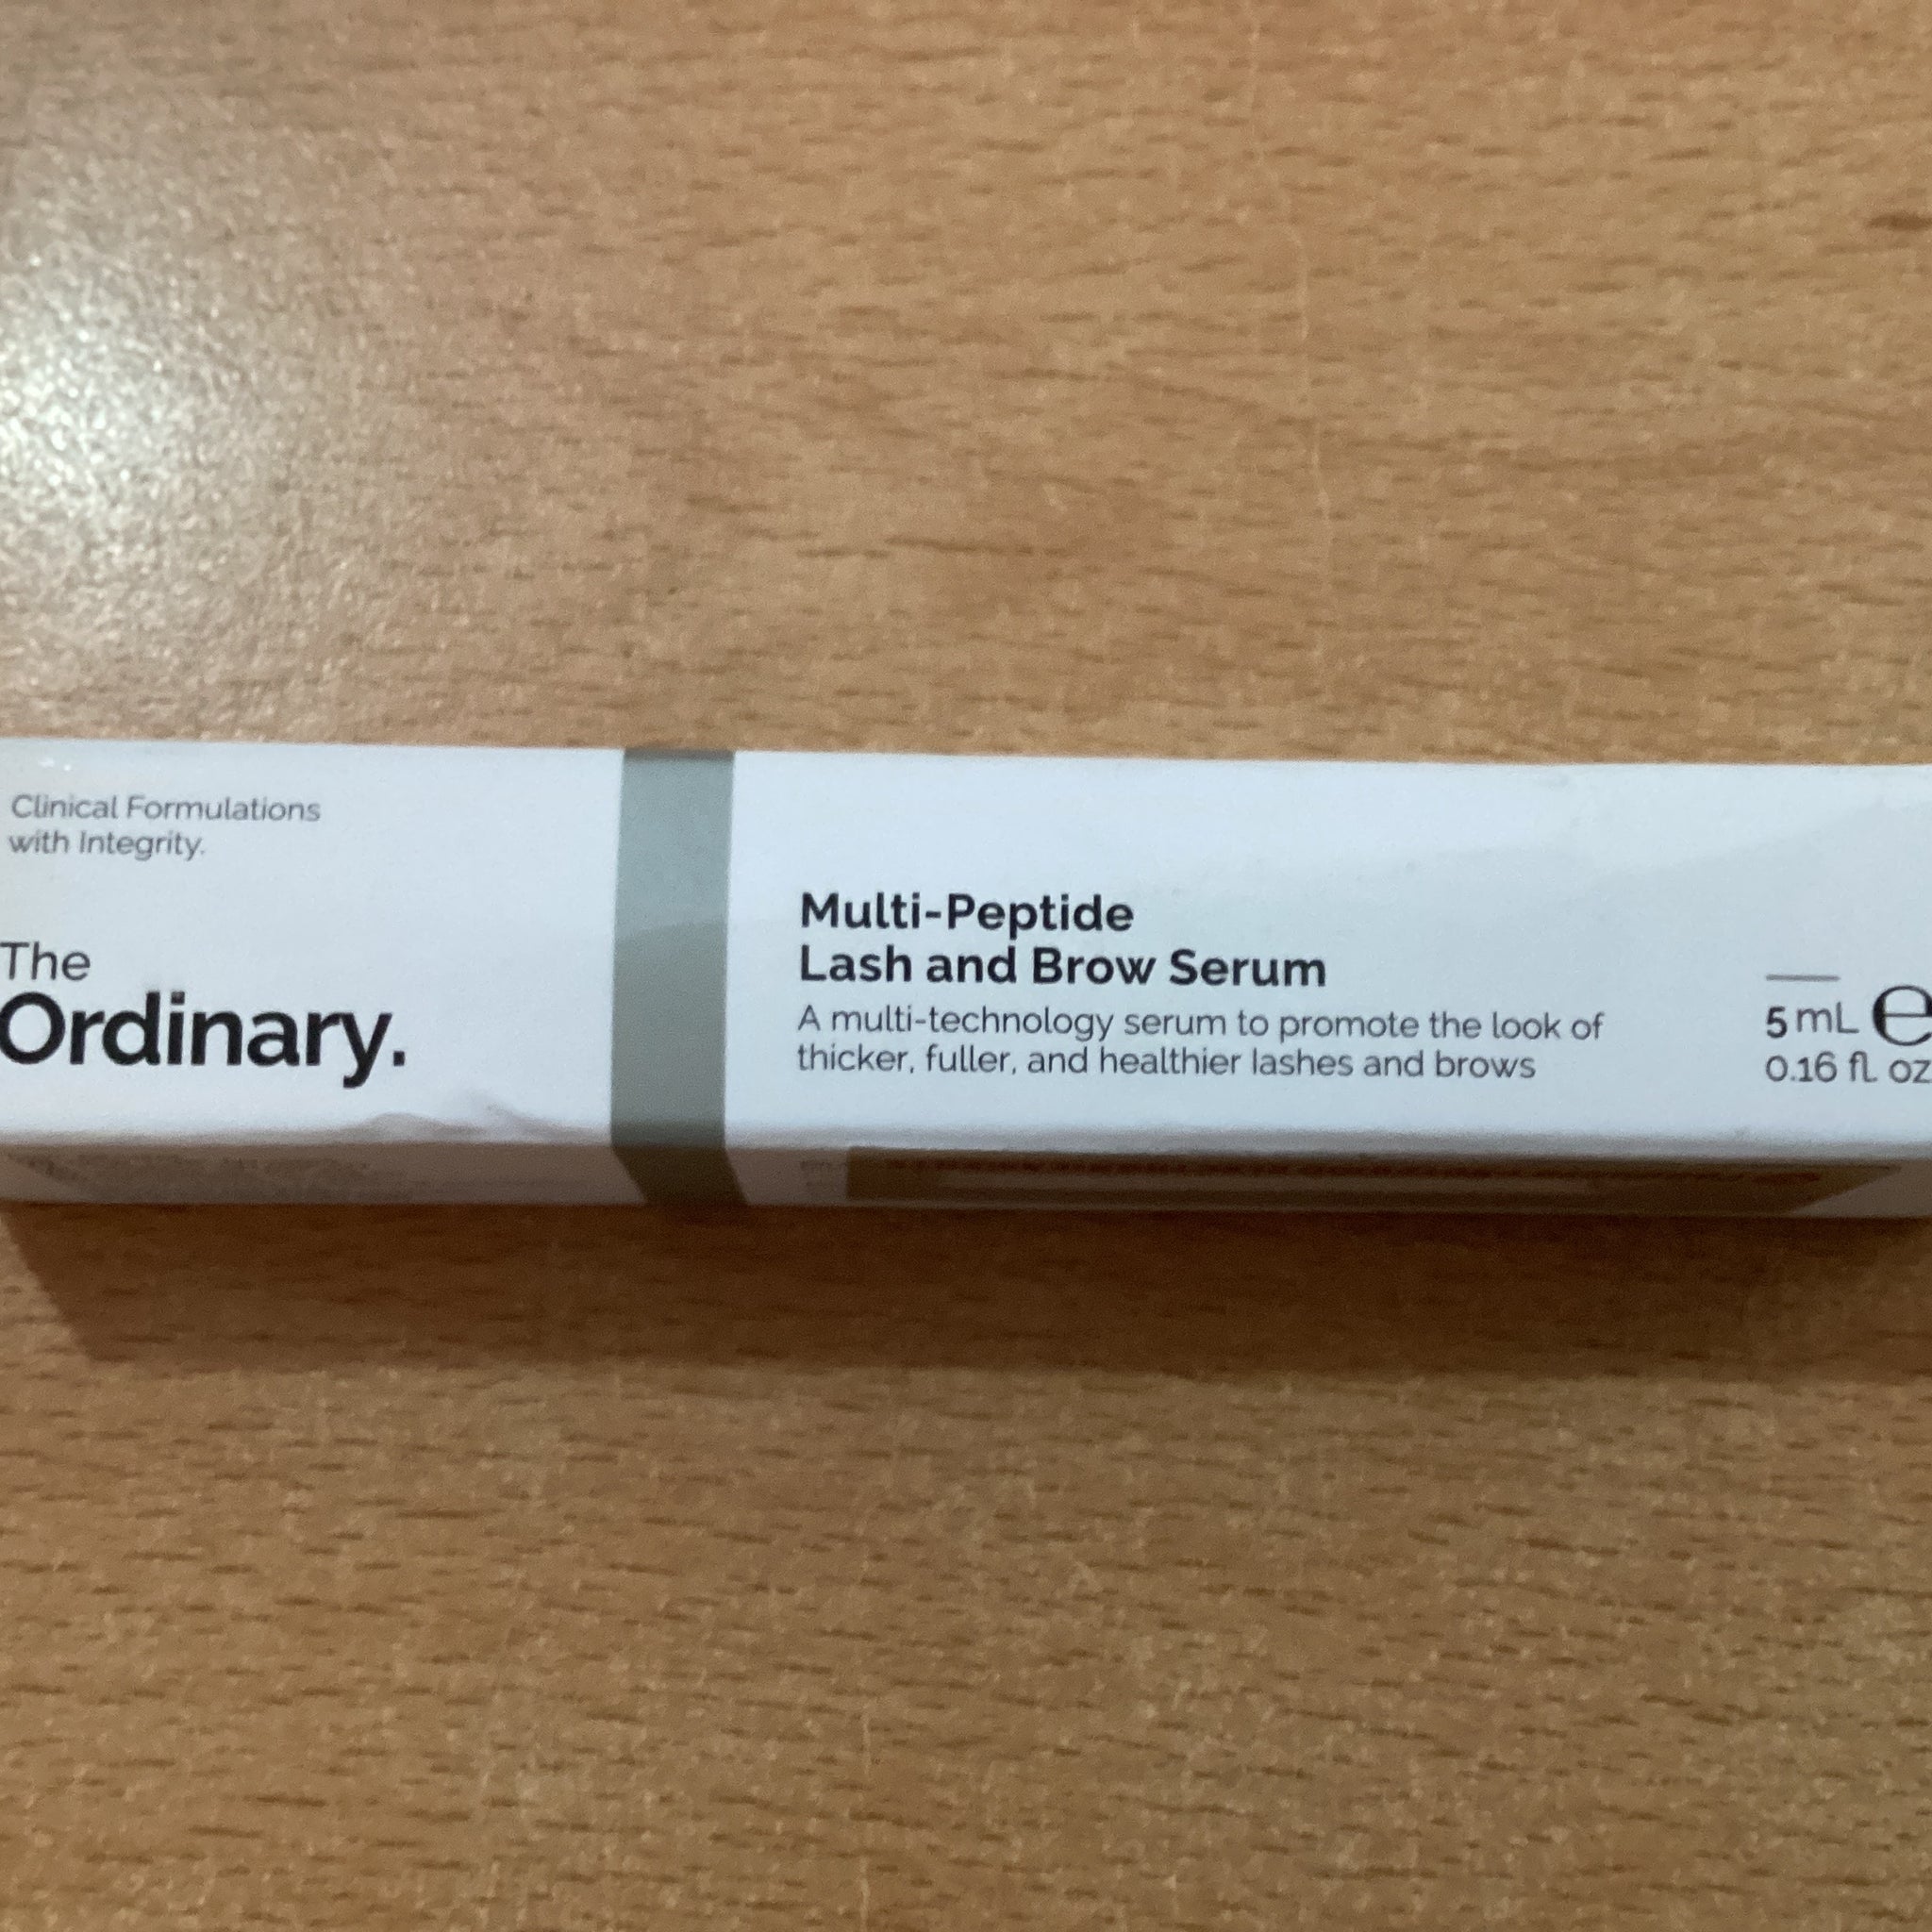 Clinical Formulations
with Integrity.
The
Ordinary.
Multi-Peptide
Lash and Brow Serum
A multi-technology serum to promote the look of
thicker, fuller, and healthier lashes and brows
5 mL e
0.16 fl oz